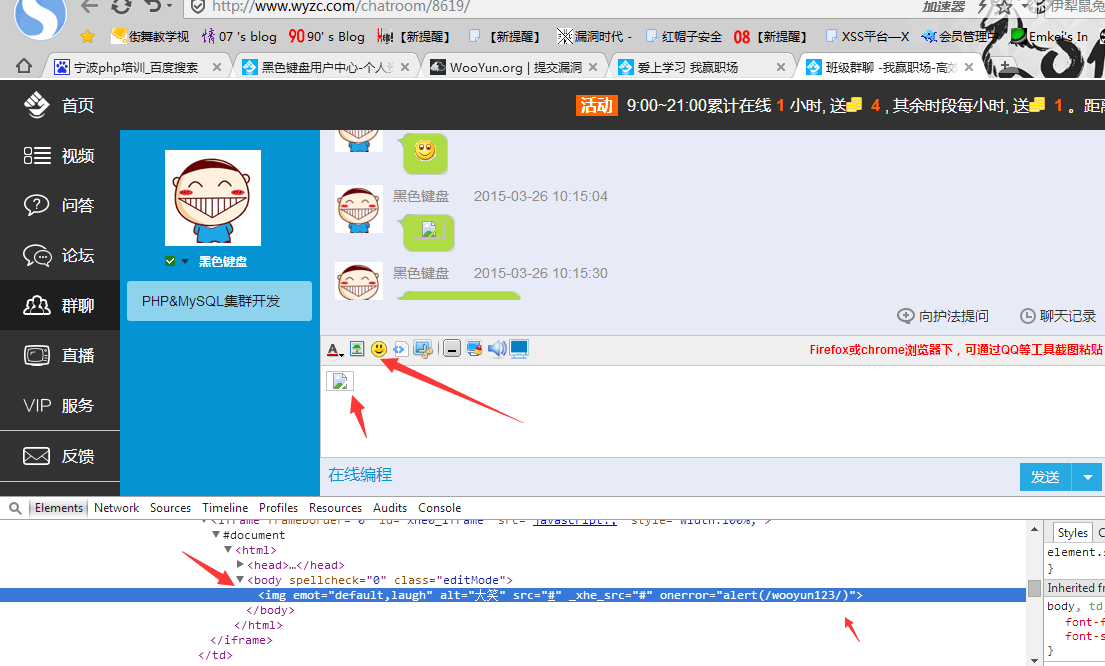 http://www.wyzc.com/chatroom/8619/
加速器
伊犁鼠兔
街舞教学视
07 's blog
90' s Blog
【新提醒】
【新提醒】
漏洞时代 -
红帽子安全
08 【新提醒】
XSS平台—X
会员管理中
Emkei's In
宁波php培训_百度搜索
黑色键盘用户中心-个人资
WooYun.org | 提交漏洞
爱上学习 我赢职场
班级群聊 -我赢职场-高效
首页
活动 9:00~21:00累计在线 1 小时, 送 4 , 其余时段每小时, 送 1 。距离
视频
问答
论坛
群聊
直播
VIP 服务
反馈
黑色键盘
PHP&MySQL集群开发
黑色键盘 2015-03-26 10:15:04
黑色键盘 2015-03-26 10:15:30
向护法提问
聊天记录
Firefox或chrome浏览器下，可通过QQ等工具截图粘贴
在线编程
发送
Elements Network Sources Timeline Profiles Resources Audits Console
<iframe frameborder="0" id="xhe0_iframe" src="javascript:;" style="width:100%;">
#document
<html>
<head>…</head>
<body spellcheck="0" class="editMode">
<img emot="default,laugh" alt="大笑" src="#" _xhe_src="#" onerror="alert(/wooyun123/)">
</body>
</html>
</iframe>
</td>
Styles
element.s
}
Inherited fr
body, td,
font-f
font-s
}